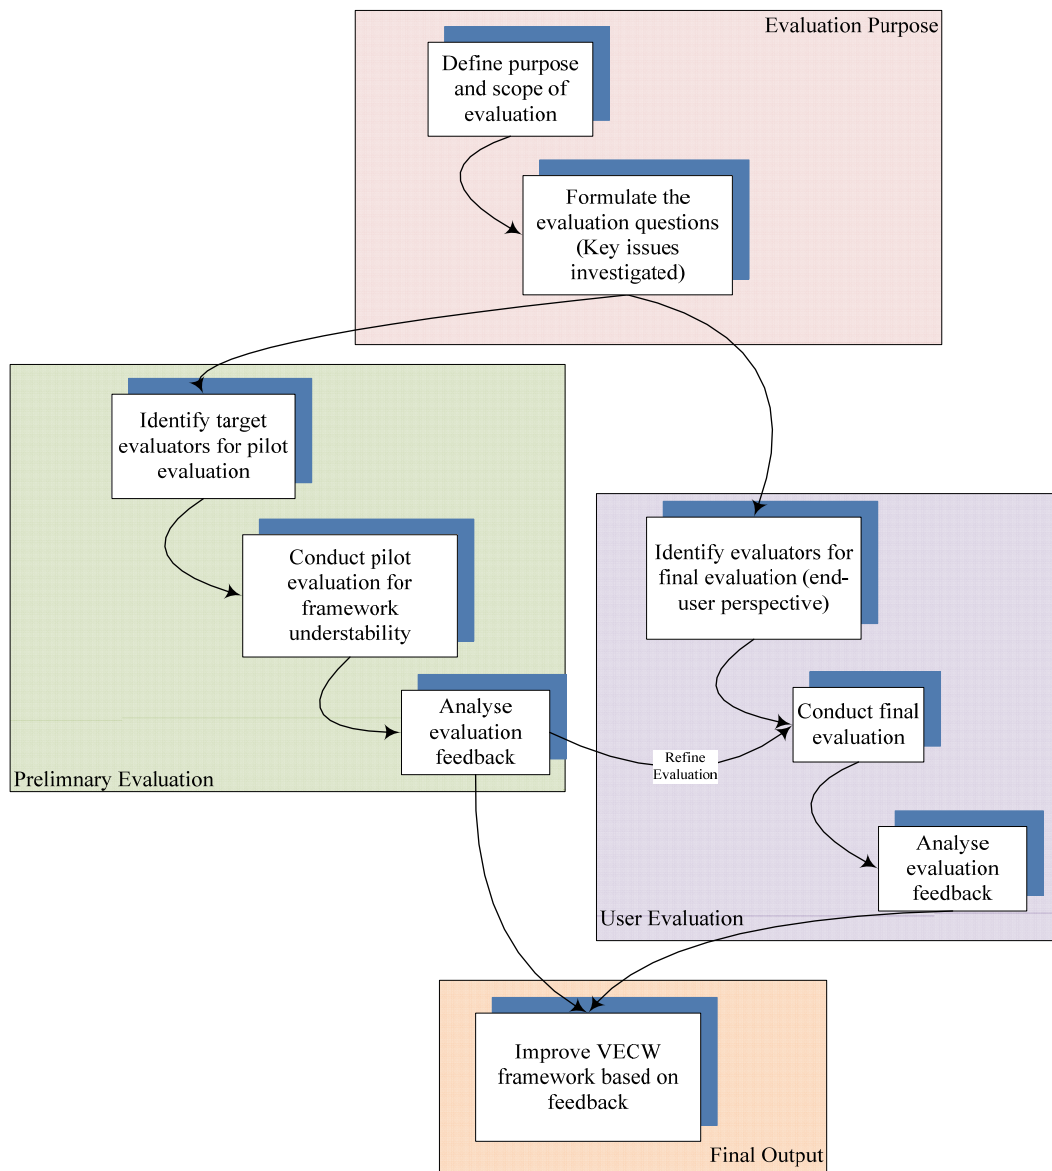 Evaluation Purpose
Define purpose
and scope of
evaluation
Formulate the
evaluation questions
(Key issues
investigated)
Identify target
evaluators for pilot
evaluation
Conduct pilot
evaluation for
framework
understability
Analyse
evaluation
feedback
Prelimnary Evaluation
Refine
Evaluation
Identify evaluators for
final evaluation (end-
user perspective)
Conduct final
evaluation
Analyse
evaluation
feedback
User Evaluation
Improve VECW
framework based on
feedback
Final Output